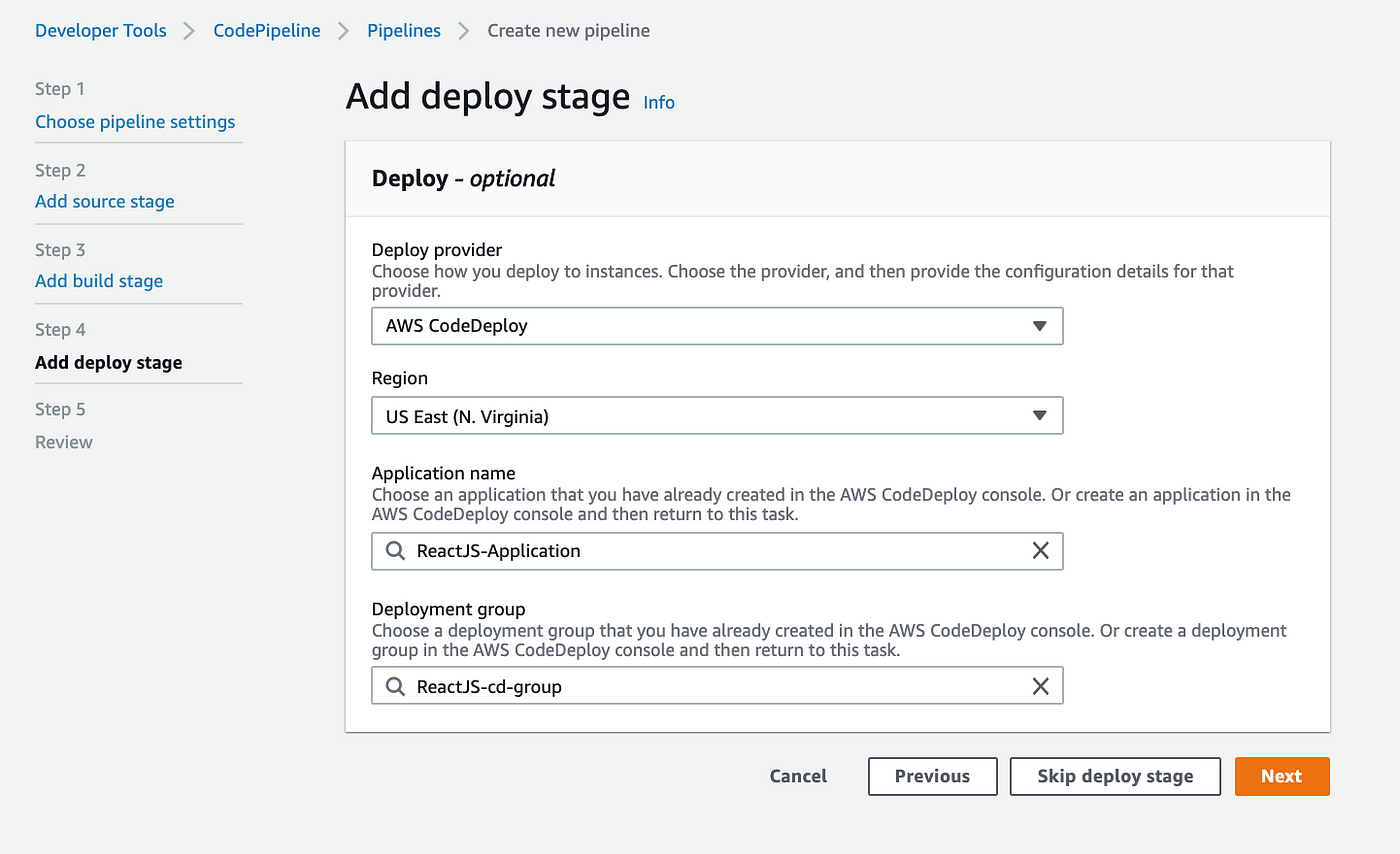 Developer Tools > CodePipeline > Pipelines > Create new pipeline
Step 1
Choose pipeline settings
Step 2
Add source stage
Step 3
Add build stage
Step 4
Add deploy stage
Step 5
Review
Add deploy stage Info
Deploy - optional
Deploy provider
Choose how you deploy to instances. Choose the provider, and then provide the configuration details for that
provider.
AWS CodeDeploy
Region
US East (N. Virginia)
Application name
Choose an application that you have already created in the AWS CodeDeploy console. Or create an application in the
AWS CodeDeploy console and then return to this task.
ReactJS-Application
Deployment group
Choose a deployment group that you have already created in the AWS CodeDeploy console. Or create a deployment
group in the AWS CodeDeploy console and then return to this task.
ReactJS-cd-group
Cancel Previous Skip deploy stage Next